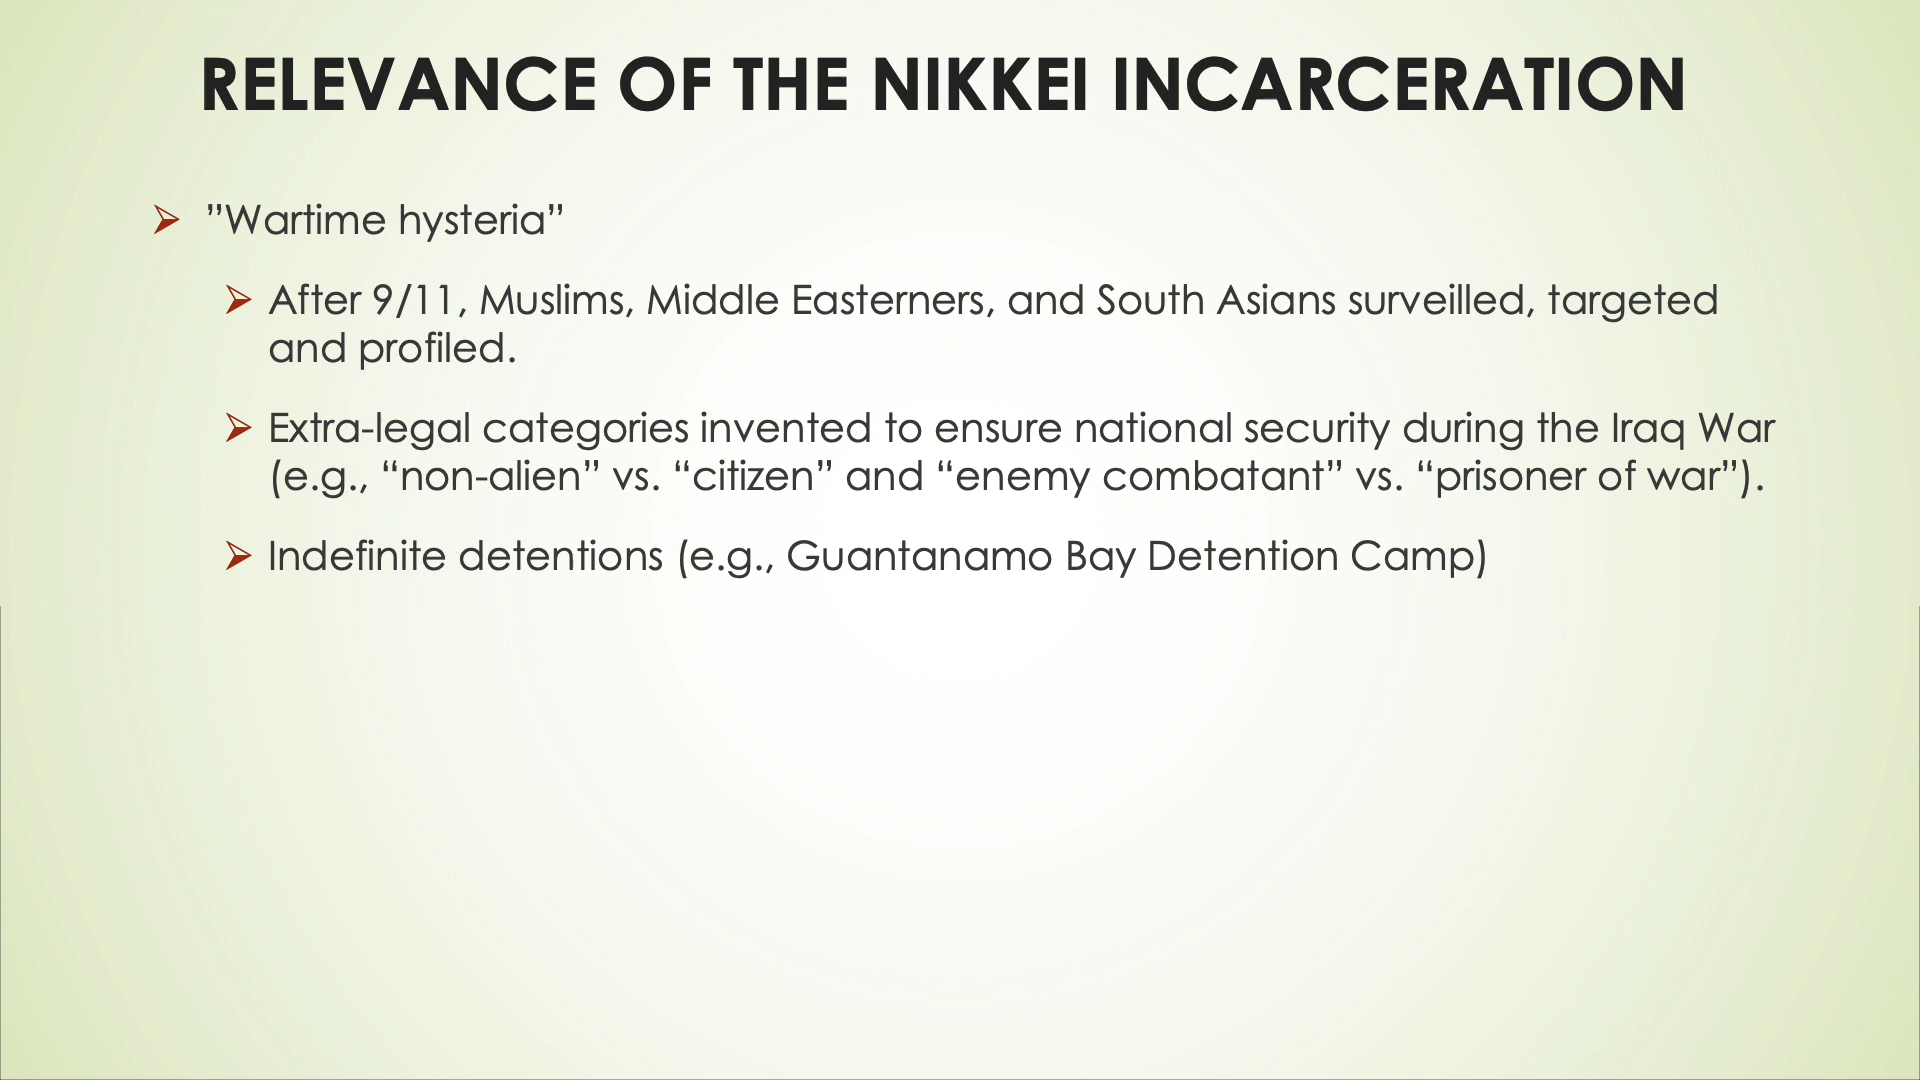 RELEVANCE OF THE NIKKEI INCARCERATION
”Wartime hysteria”
After 9/11, Muslims, Middle Easterners, and South Asians surveilled, targeted
and profiled.
Extra-legal categories invented to ensure national security during the Iraq War
(e.g., “non-alien” vs. “citizen” and “enemy combatant” vs. “prisoner of war”).
Indefinite detentions (e.g., Guantanamo Bay Detention Camp)